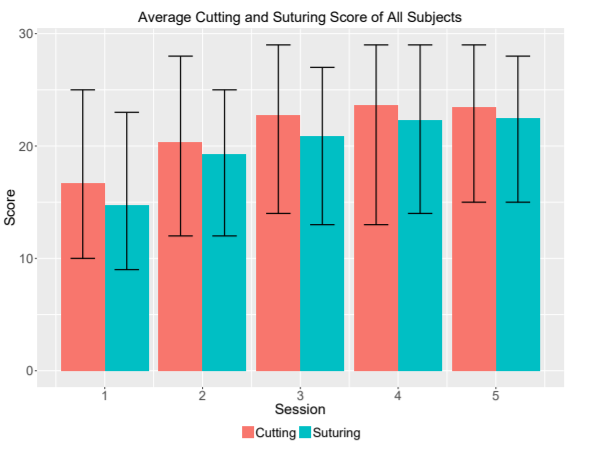 Average Cutting and Suturing Score of All Subjects
30
20
10
0
Score
1 2 3 4 5
Session
Cutting Suturing